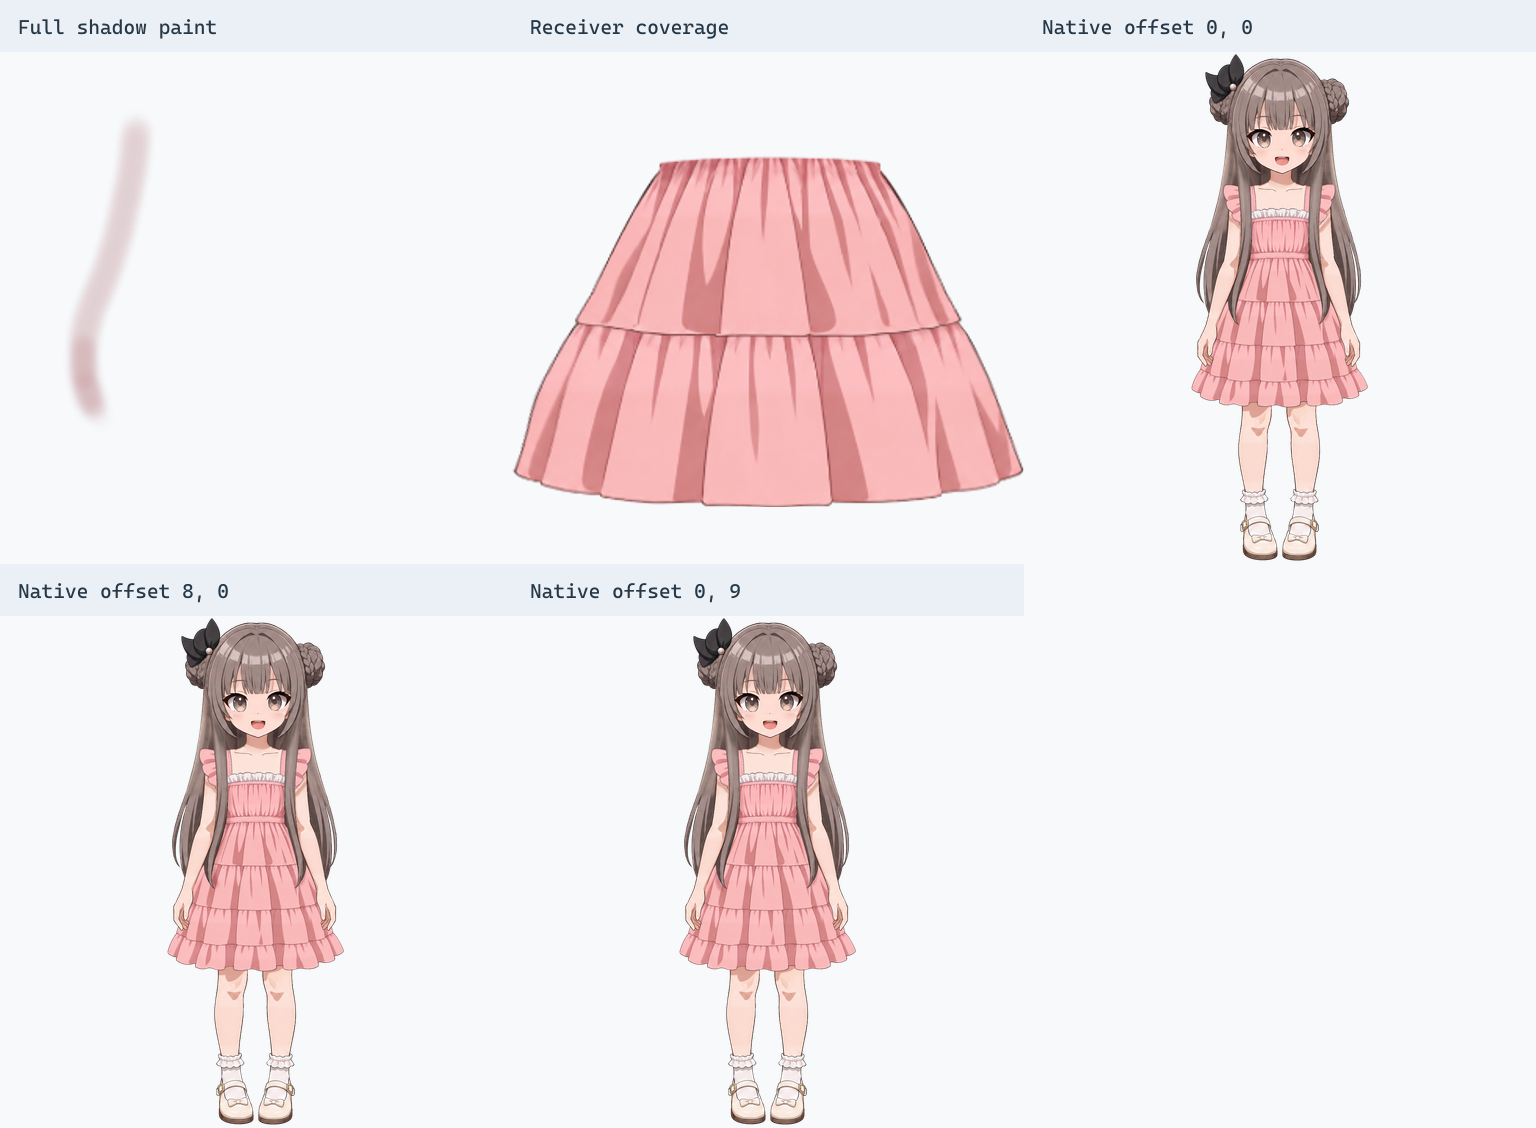 Full shadow paint
Receiver coverage
Native offset 0, 0
Native offset 8, 0
Native offset 0, 9